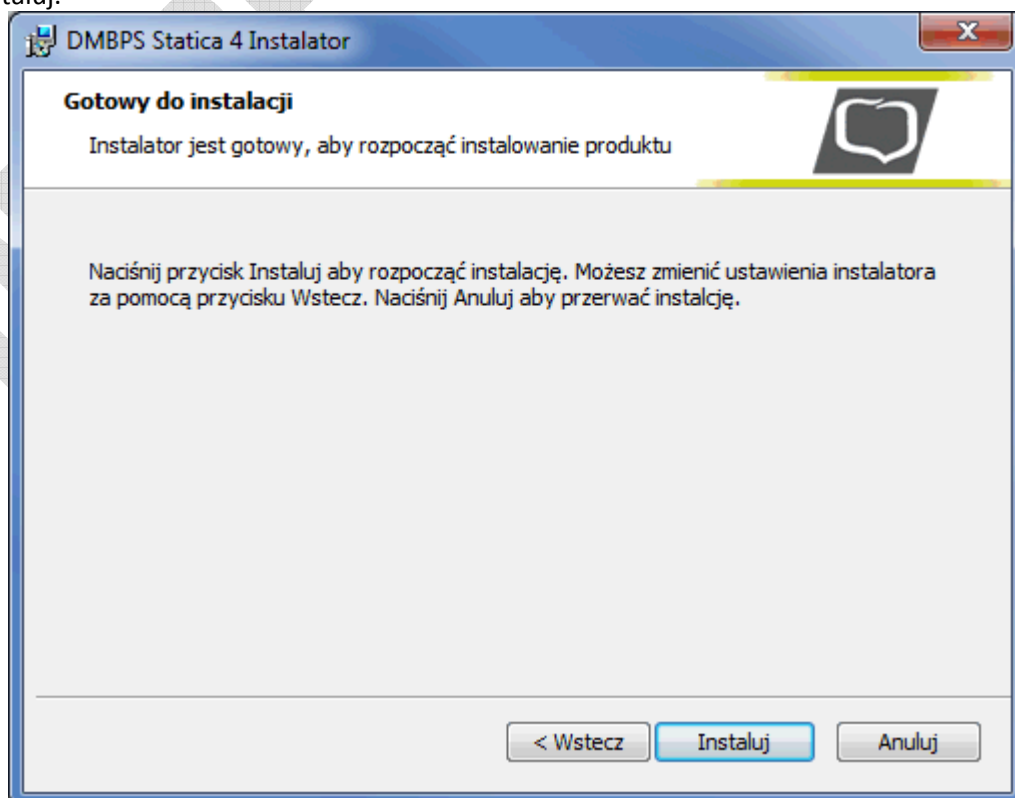 DMBPS Statica 4 Instalator
Gotowy do instalacji
Instalator jest gotowy, aby rozpocząć instalowanie produktu
Naciśnij przycisk Instaluj aby rozpocząć instalację. Możesz zmienić ustawienia instalatora
za pomocą przycisku Wstecz. Naciśnij Anuluj aby przerwać instalcję.
< Wstecz Instaluj Anuluj